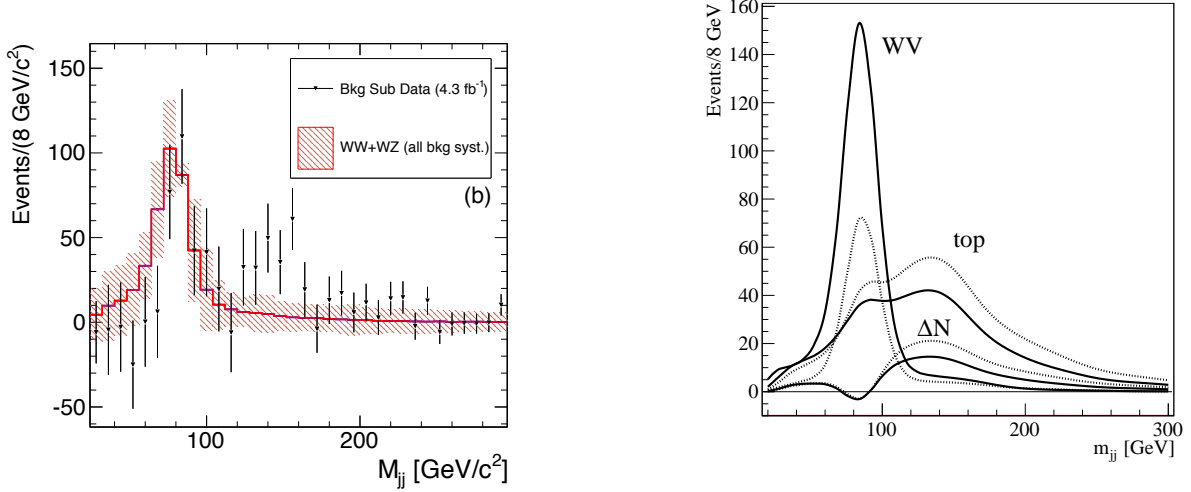 Events/(8 GeV/c²)
150
100
50
0
-50
Bkg Sub Data (4.3 fb⁻¹)
WW+WZ (all bkg syst.)
(b)
100
200
M_jj [GeV/c²]
Events/8 GeV
160
140
120
100
80
60
40
20
0
WV
top
ΔN
100
200
300
m_jj [GeV]